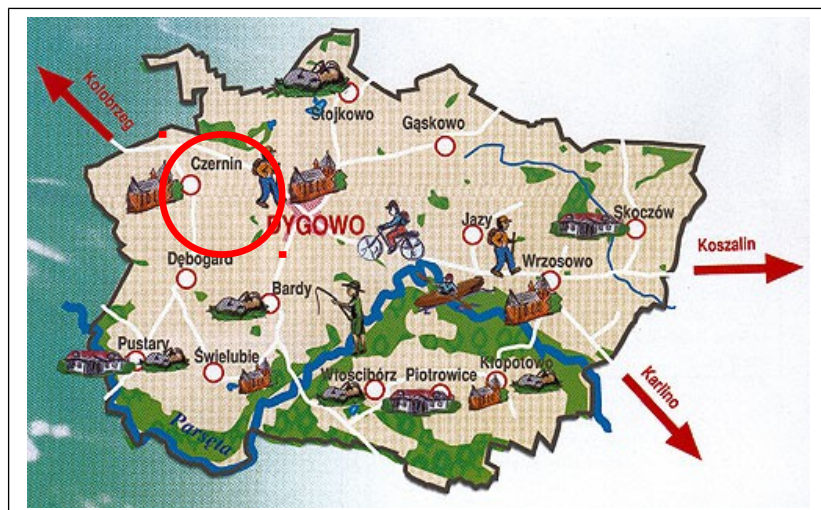 Kołobrzeg
Stojkowo
Gąskowo
Czernin
DYGOWO
Jazy
Skoczów
Koszalin
Dębogard
Wrzosowo
Bardy
Pustary
Świelubie
Włościbórz
Piotrowice
Kłopotowo
Karlino
Parsęta